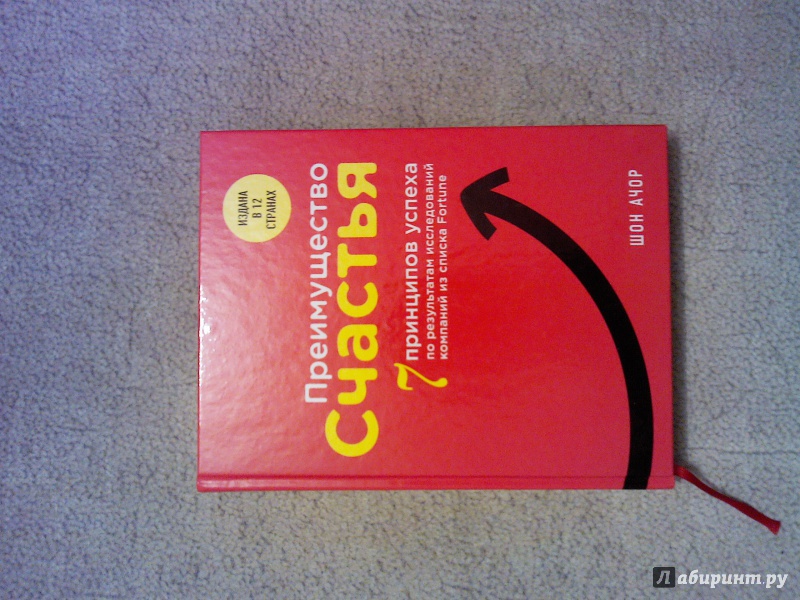 ИЗДАНА
В 12
СТРАНАХ
Преимущество
Счастья
7 принципов успеха
по результатам исследований
компаний из списка Fortune
ШОН АЧОР
Лабиринт.ру